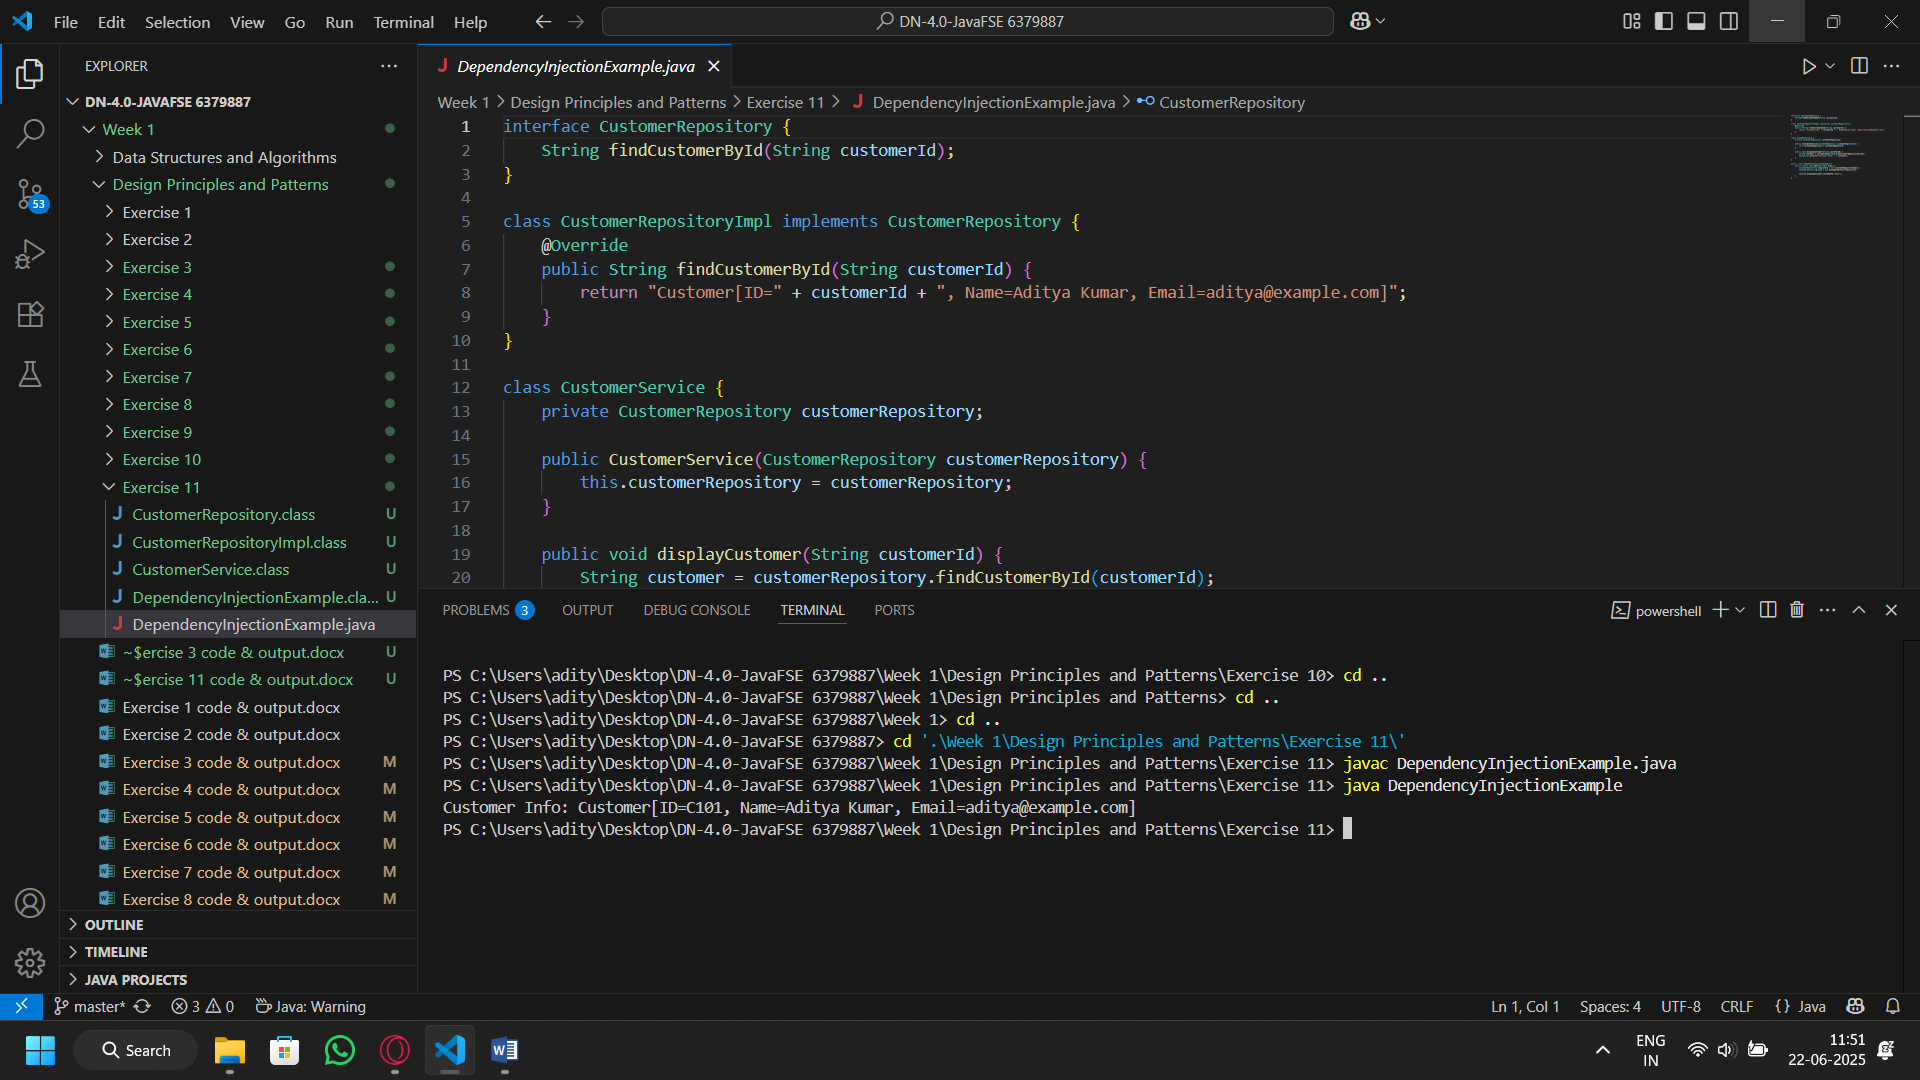 File Edit Selection View Go Run Terminal Help
DN-4.0-JavaFSE 6379887
EXPLORER
DN-4.0-JAVAFSE 6379887
Week 1
Data Structures and Algorithms
Design Principles and Patterns
Exercise 1
Exercise 2
Exercise 3
Exercise 4
Exercise 5
Exercise 6
Exercise 7
Exercise 8
Exercise 9
Exercise 10
Exercise 11
CustomerRepository.class U
CustomerRepositoryImpl.class U
CustomerService.class U
DependencyInjectionExample.cla... U
DependencyInjectionExample.java
~$ercise 3 code & output.docx U
~$ercise 11 code & output.docx U
Exercise 1 code & output.docx
Exercise 2 code & output.docx
Exercise 3 code & output.docx M
Exercise 4 code & output.docx M
Exercise 5 code & output.docx M
Exercise 6 code & output.docx M
Exercise 7 code & output.docx M
Exercise 8 code & output.docx M
OUTLINE
TIMELINE
JAVA PROJECTS
53
DependencyInjectionExample.java
Week 1 > Design Principles and Patterns > Exercise 11 > DependencyInjectionExample.java > CustomerRepository
1 interface CustomerRepository {
2 String findCustomerById(String customerId);
3 }
4
5 class CustomerRepositoryImpl implements CustomerRepository {
6 @Override
7 public String findCustomerById(String customerId) {
8 return "Customer[ID=" + customerId + ", Name=Aditya Kumar, Email=aditya@example.com]";
9 }
10 }
11
12 class CustomerService {
13 private CustomerRepository customerRepository;
14
15 public CustomerService(CustomerRepository customerRepository) {
16 this.customerRepository = customerRepository;
17 }
18
19 public void displayCustomer(String customerId) {
20 String customer = customerRepository.findCustomerById(customerId);
PROBLEMS 3 OUTPUT DEBUG CONSOLE TERMINAL PORTS
powershell
PS C:\Users\adity\Desktop\DN-4.0-JavaFSE 6379887\Week 1\Design Principles and Patterns\Exercise 10> cd ..
PS C:\Users\adity\Desktop\DN-4.0-JavaFSE 6379887\Week 1\Design Principles and Patterns> cd ..
PS C:\Users\adity\Desktop\DN-4.0-JavaFSE 6379887\Week 1> cd ..
PS C:\Users\adity\Desktop\DN-4.0-JavaFSE 6379887> cd '.\Week 1\Design Principles and Patterns\Exercise 11\'
PS C:\Users\adity\Desktop\DN-4.0-JavaFSE 6379887\Week 1\Design Principles and Patterns\Exercise 11> javac DependencyInjectionExample.java
PS C:\Users\adity\Desktop\DN-4.0-JavaFSE 6379887\Week 1\Design Principles and Patterns\Exercise 11> java DependencyInjectionExample
Customer Info: Customer[ID=C101, Name=Aditya Kumar, Email=aditya@example.com]
PS C:\Users\adity\Desktop\DN-4.0-JavaFSE 6379887\Week 1\Design Principles and Patterns\Exercise 11>
master* 3 0 Java: Warning
Ln 1, Col 1 Spaces: 4 UTF-8 CRLF {} Java
Search
ENG
IN
11:51
22-06-2025